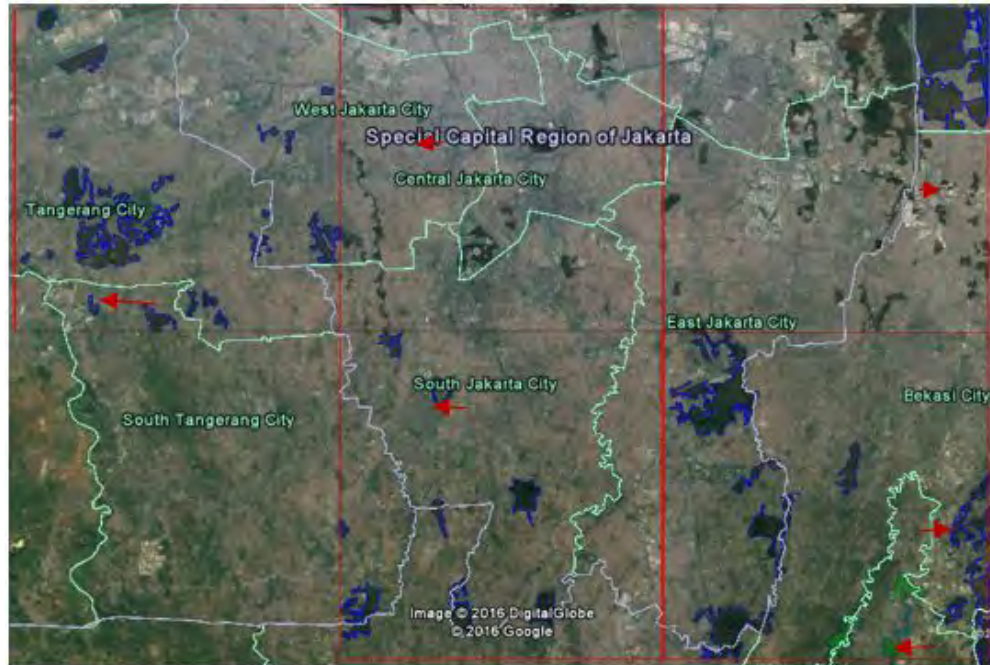 West Jakarta City
Special Capital Region of Jakarta
Central Jakarta City
Tangerang City
East Jakarta City
South Jakarta City
Bekasi City
South Tangerang City
Image © 2016 DigitalGlobe
© 2016 Google